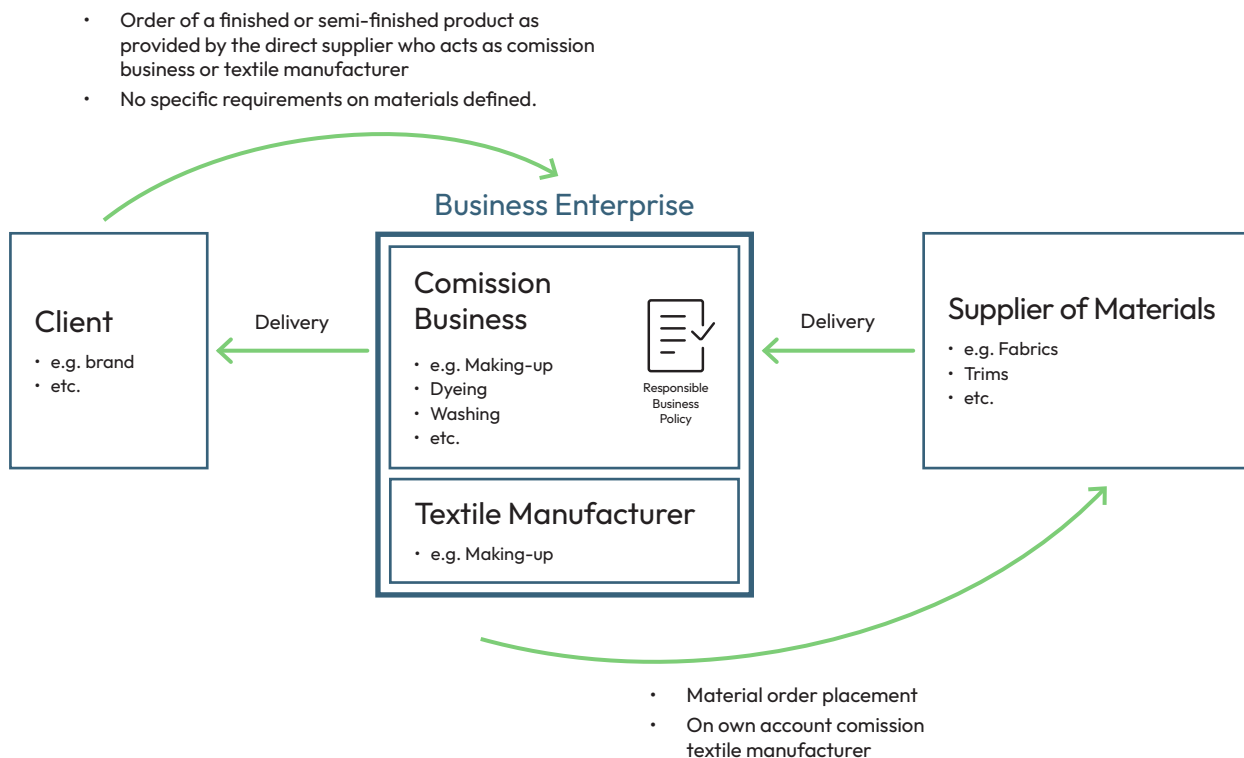 • Order of a finished or semi-finished product as
provided by the direct supplier who acts as comission
business or textile manufacturer
• No specific requirements on materials defined.
Business Enterprise
Client
• e.g. brand
• etc.
Delivery
Comission
Business
• e.g. Making-up
• Dyeing
• Washing
• etc.
Responsible
Business
Policy
Textile Manufacturer
• e.g. Making-up
Delivery
Supplier of Materials
• e.g. Fabrics
• Trims
• etc.
• Material order placement
• On own account comission
textile manufacturer